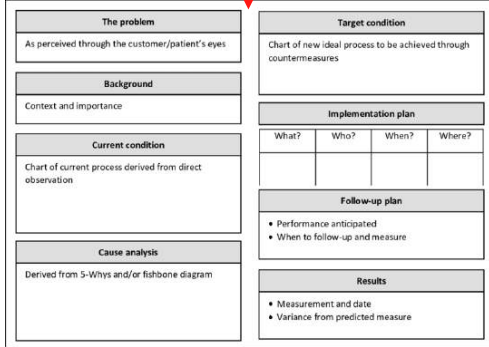 The problem
As perceived through the customer/patient's eyes
Background
Context and importance
Current condition
Chart of current process derived from direct
observation
Cause analysis
Derived from 5-Whys and/or fishbone diagram
Target condition
Chart of new ideal process to be achieved through
countermeasures
Implementation plan
What? Who? When? Where?
Follow-up plan
• Performance anticipated
• When to follow-up and measure
Results
• Measurement and date
• Variance from predicted measure